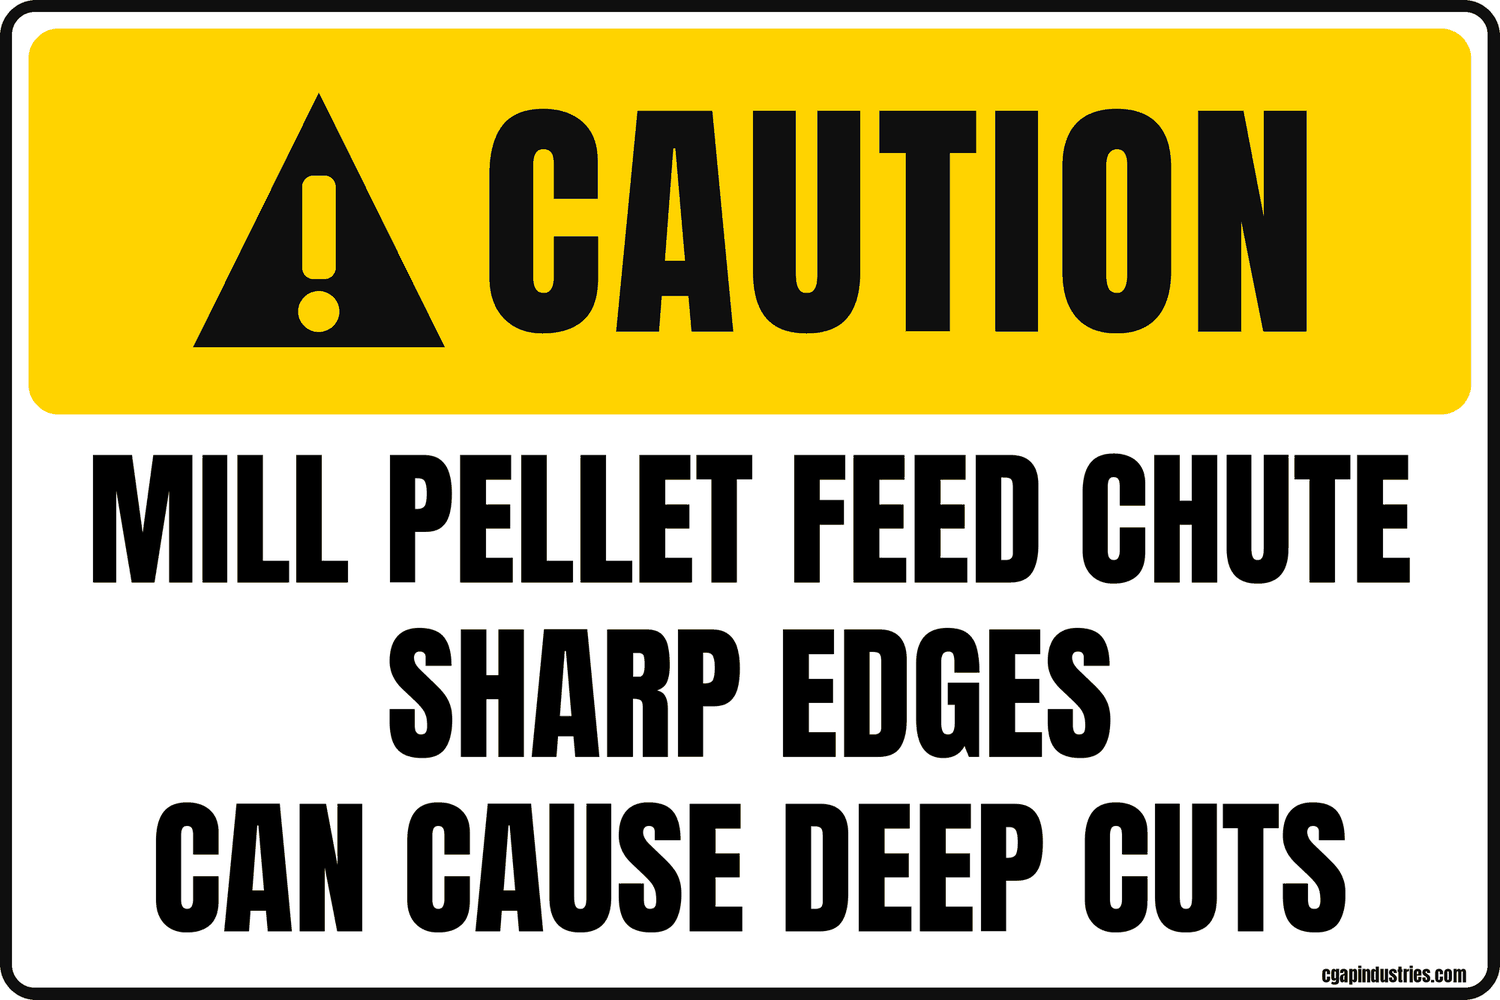 CAUTION
MILL PELLET FEED CHUTE
SHARP EDGES
CAN CAUSE DEEP CUTS
cgapindustries.com